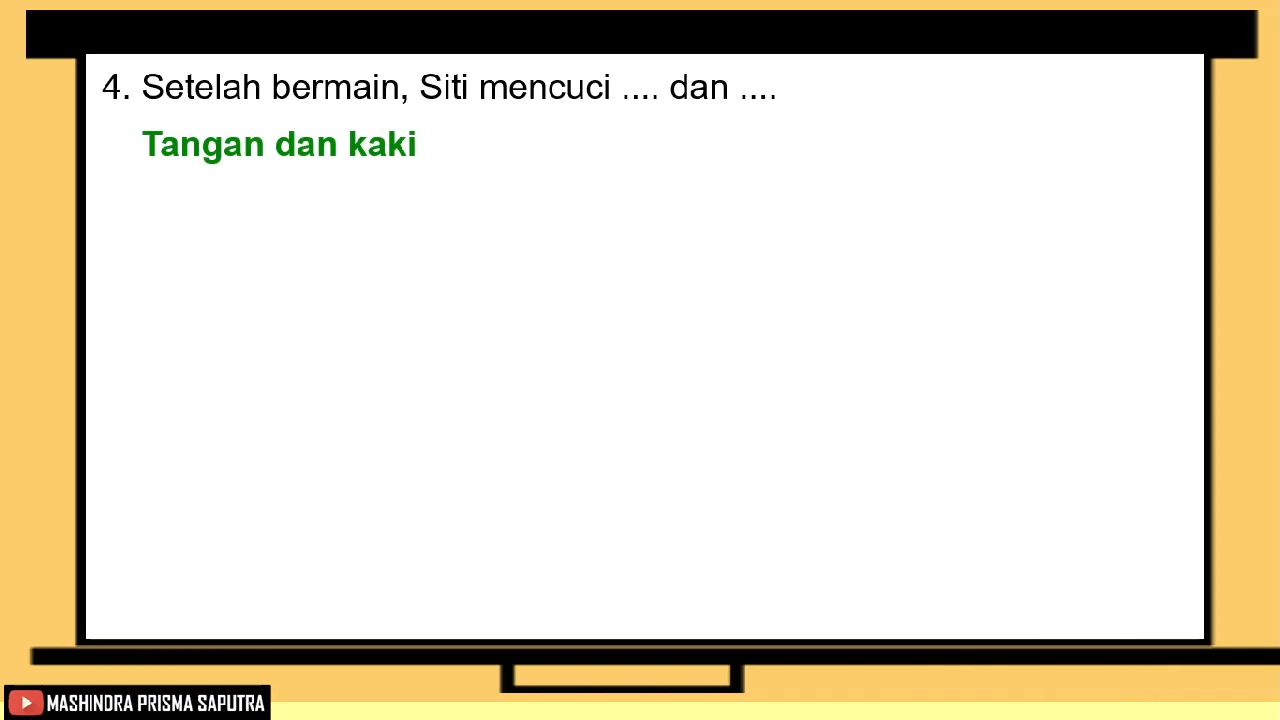 4. Setelah bermain, Siti mencuci .... dan ....
Tangan dan kaki
MASHINDRA PRISMA SAPUTRA